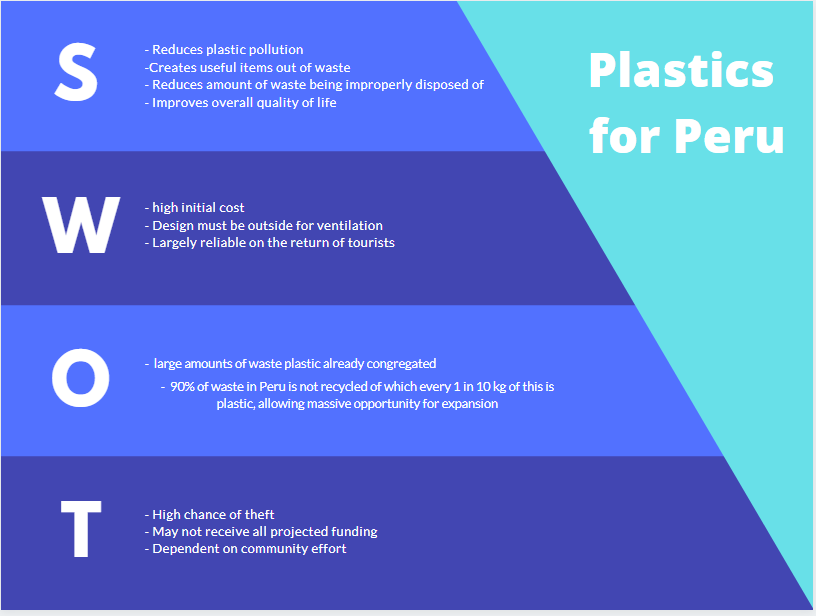 Plastics
for Peru
S
- Reduces plastic pollution
-Creates useful items out of waste
- Reduces amount of waste being improperly disposed of
- Improves overall quality of life
W
- high initial cost
- Design must be outside for ventilation
- Largely reliable on the return of tourists
O
- large amounts of waste plastic already congregated
- 90% of waste in Peru is not recycled of which every 1 in 10 kg of this is
plastic, allowing massive opportunity for expansion
T
- High chance of theft
- May not receive all projected funding
- Dependent on community effort